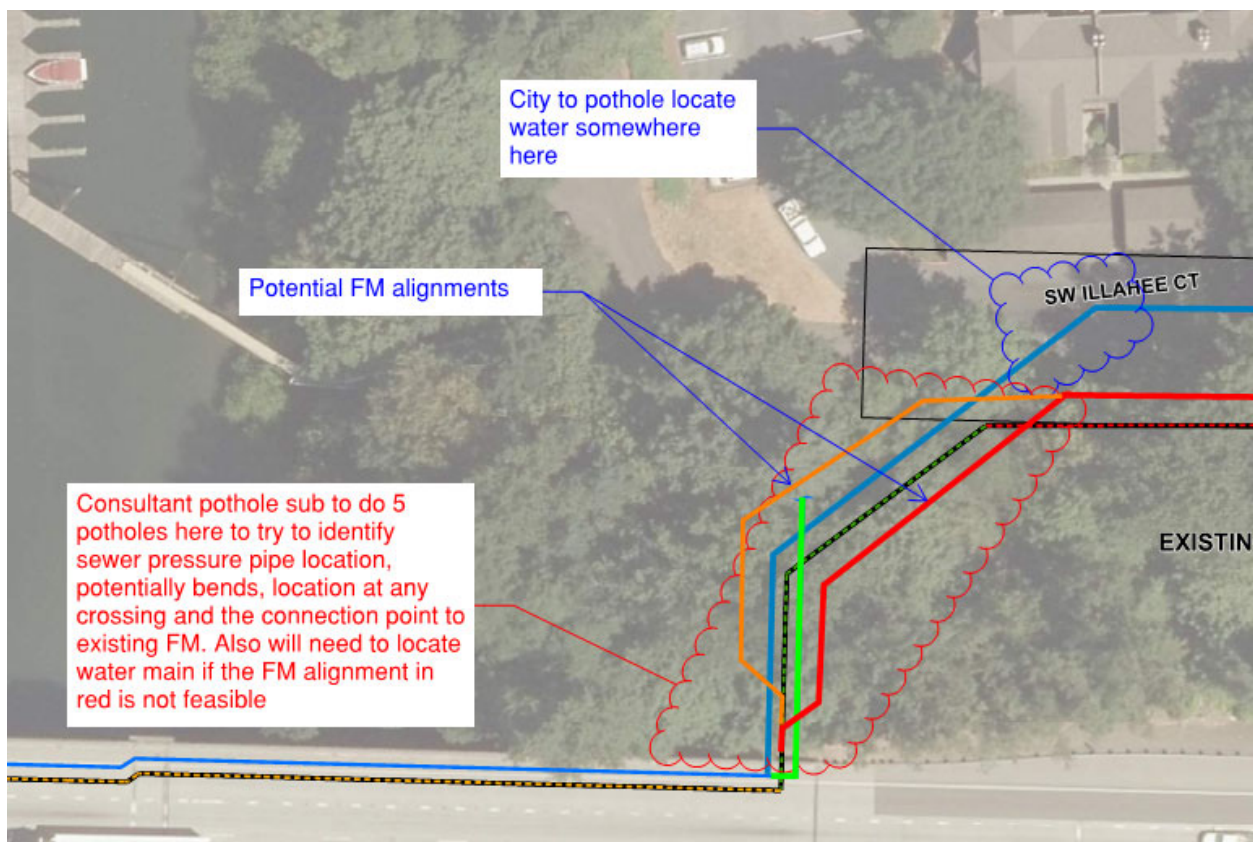 City to pothole locate
water somewhere
here
SW ILLAHEE CT
Potential FM alignments
Consultant pothole sub to do 5
potholes here to try to identify
sewer pressure pipe location,
potentially bends, location at any
crossing and the connection point to
existing FM. Also will need to locate
water main if the FM alignment in
red is not feasible
EXISTIN